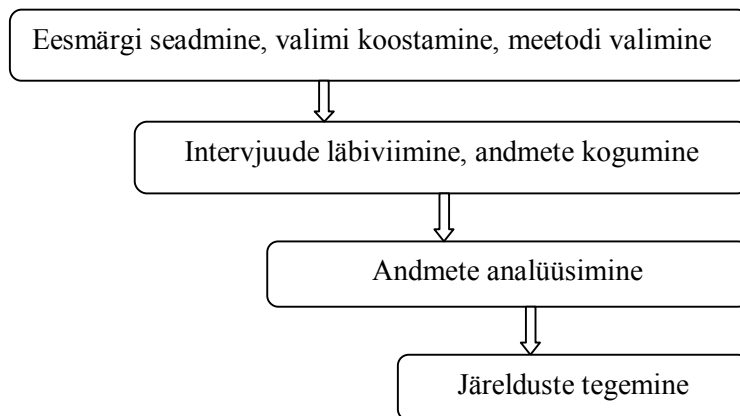 Eesmärgi seadmine, valimi koostamine, meetodi valimine
Intervjuude läbiviimine, andmete kogumine
Andmete analüüsimine
Järelduste tegemine